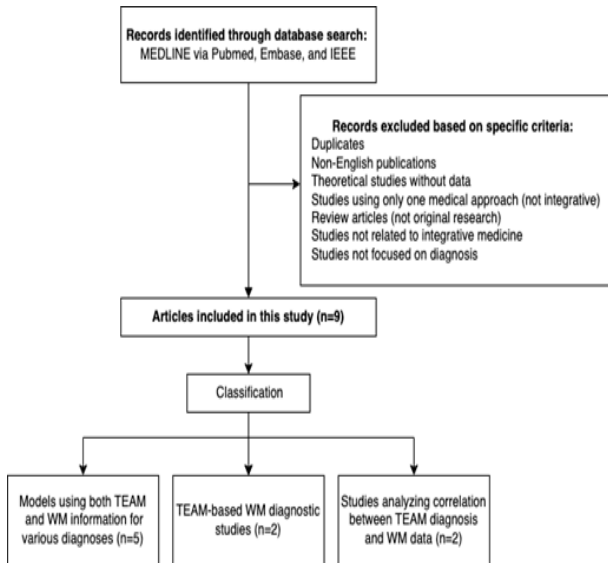 Records identified through database search:
MEDLINE via Pubmed, Embase, and IEEE
Records excluded based on specific criteria:
Duplicates
Non-English publications
Theoretical studies without data
Studies using only one medical approach (not integrative)
Review articles (not original research)
Studies not related to integrative medicine
Studies not focused on diagnosis
Articles included in this study (n=9)
Classification
Models using both TEAM
and WM information for
various diagnoses (n=5)
TEAM-based WM diagnostic
studies (n=2)
Studies analyzing correlation
between TEAM diagnosis
and WM data (n=2)